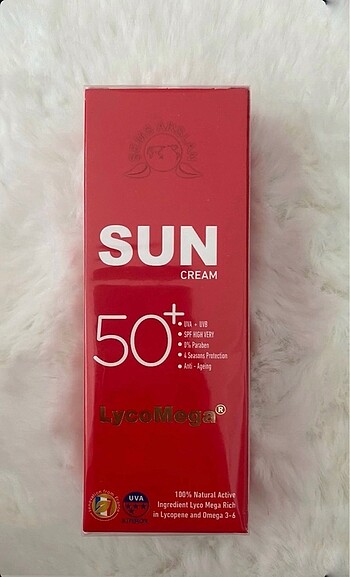 SUN
CREAM
50+
UVA + UVB
SPF HIGH VERY
0% Paraben
4 Seasons Protection
Anti - Ageing
LycoMega®
UVA
100% Natural Active
Ingredient Lyco Mega Rich
in Lycopene and Omega 3-6